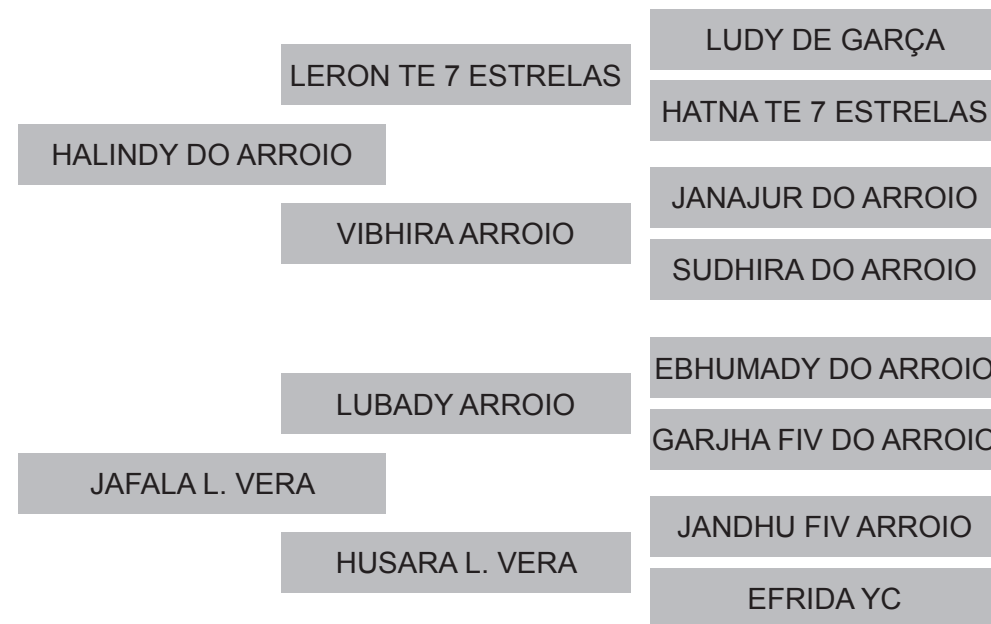 LUDY DE GARÇA
LERON TE 7 ESTRELAS
HATNA TE 7 ESTRELAS
HALINDY DO ARROIO
JANAJUR DO ARROIO
VIBHIRA ARROIO
SUDHIRA DO ARROIO
EBHUMADY DO ARROIO
LUBADY ARROIO
GARJHA FIV DO ARROIO
JAFALA L. VERA
JANDHU FIV ARROIO
HUSARA L. VERA
EFRIDA YC